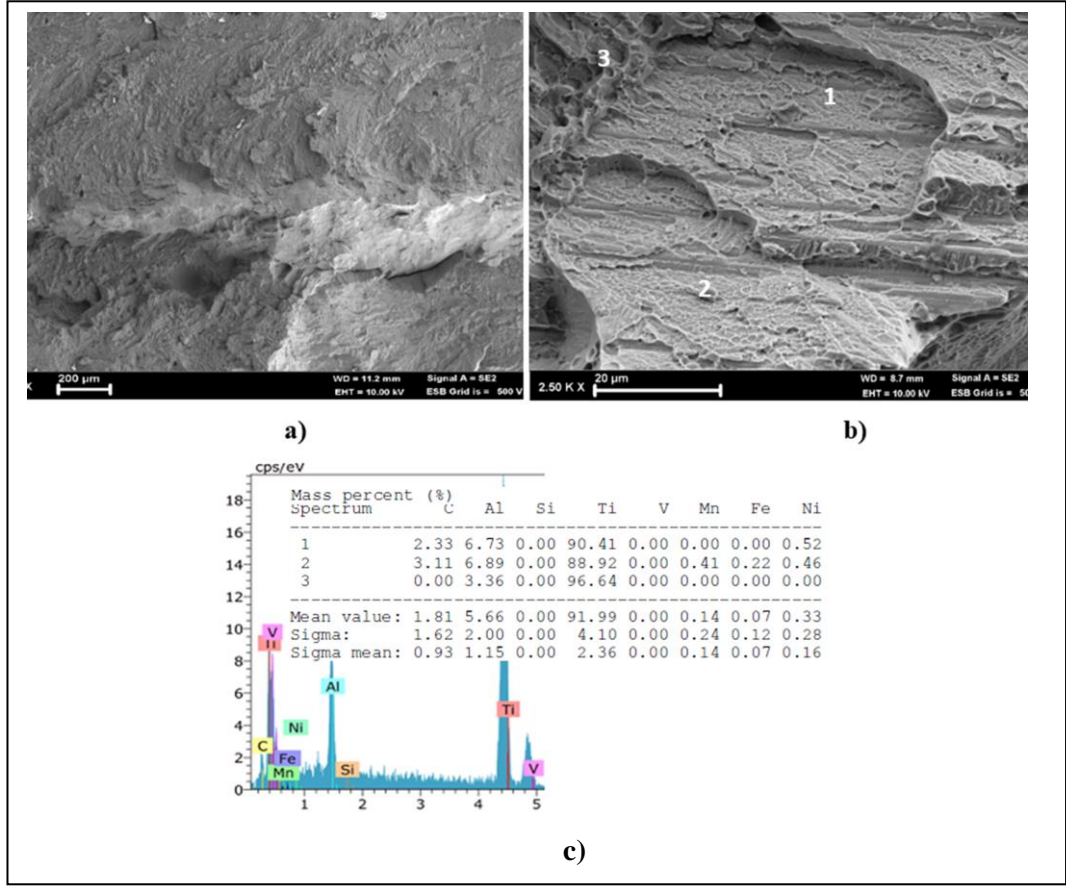 3
1
2
X
200 µm
WD = 11.2 mm Signal A = SE2
EHT = 10.00 kV ESB Grid is = 500 V
2.50 K X
20 µm
WD = 8.7 mm Signal A = SE2
EHT = 10.00 kV ESB Grid is = 50
a)
b)
cps/eV
Mass percent (%)
Spectrum C Al Si Ti V Mn Fe Ni
1 2.33 6.73 0.00 90.41 0.00 0.00 0.00 0.52
2 3.11 6.89 0.00 88.92 0.00 0.41 0.22 0.46
3 0.00 3.36 0.00 96.64 0.00 0.00 0.00 0.00
Mean value: 1.81 5.66 0.00 91.99 0.00 0.14 0.07 0.33
Sigma: 1.62 2.00 0.00 4.10 0.00 0.24 0.12 0.28
Sigma mean: 0.93 1.15 0.00 2.36 0.00 0.14 0.07 0.16
18
16
14
12
10
8
6
4
2
0
V
Ti
Al
Ni
C
Fe
Mn
Si
Ti
V
1 2 3 4 5
c)